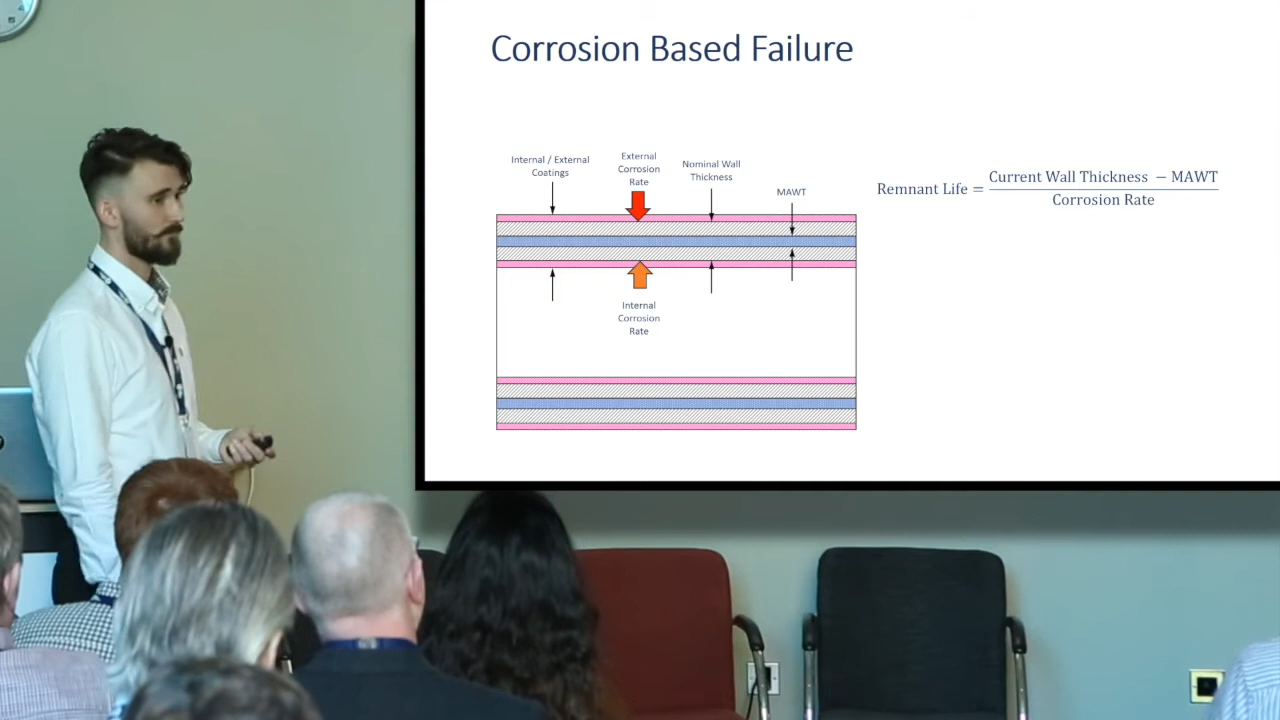 Corrosion Based Failure
Internal / External
Coatings
External
Corrosion
Rate
Nominal Wall
Thickness
MAWT
Internal
Corrosion
Rate
Remnant Life = Current Wall Thickness − MAWT
Corrosion Rate